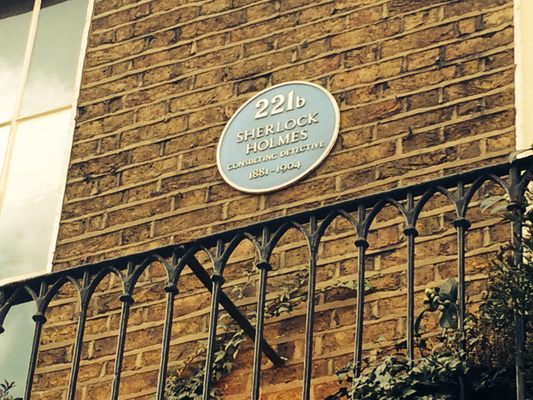 221b
SHERLOCK
HOLMES
CONSULTING DETECTIVE
1881-1904